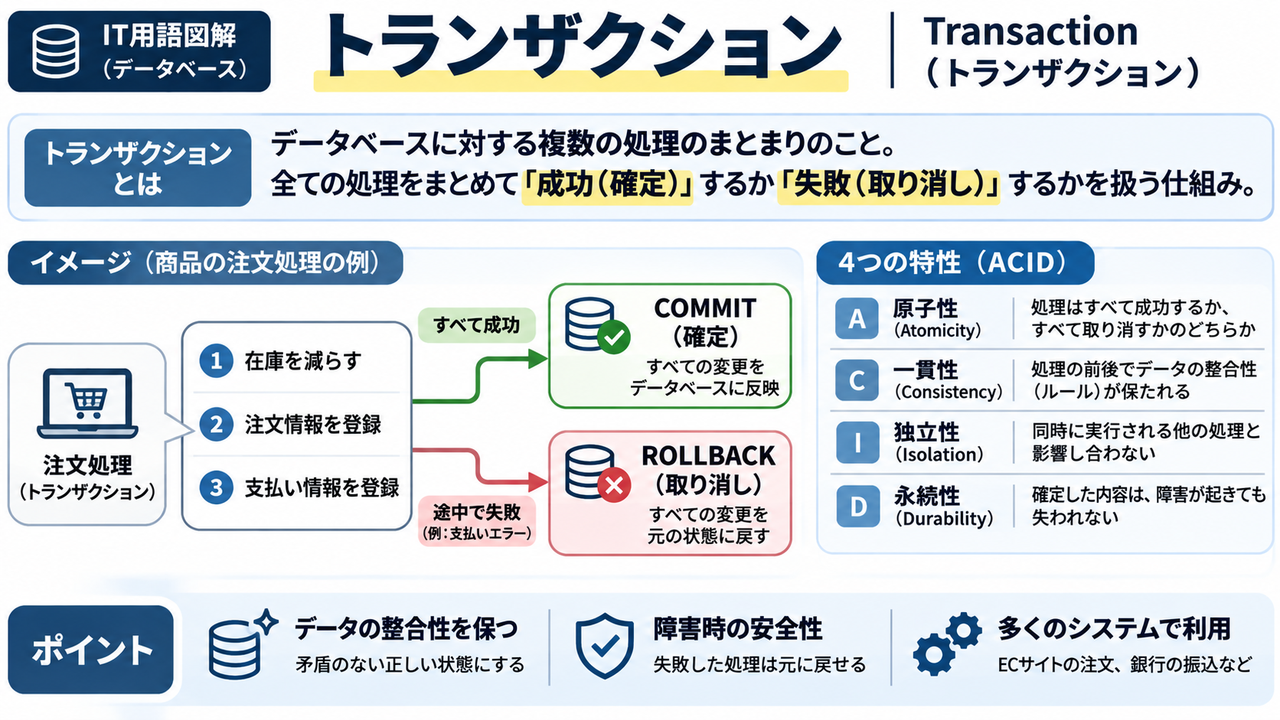 IT用語図解
（データベース）
トランザクション
Transaction
（トランザクション）
トランザクション
とは
データベースに対する複数の処理のまとまりのこと。
全ての処理をまとめて「成功（確定）」するか「失敗（取り消し）」するかを扱う仕組み。
イメージ（商品の注文処理の例）
注文処理
（トランザクション）
1 在庫を減らす
2 注文情報を登録
3 支払い情報を登録
すべて成功
COMMIT
（確定）
すべての変更を
データベースに反映
途中で失敗
（例：支払いエラー）
ROLLBACK
（取り消し）
すべての変更を
元の状態に戻す
4つの特性（ACID）
A 原子性
（Atomicity）
処理はすべて成功するか、
すべて取り消すかのどちらか
C 一貫性
（Consistency）
処理の前後でデータの整合性
（ルール）が保たれる
I 独立性
（Isolation）
同時に実行される他の処理と
影響し合わない
D 永続性
（Durability）
確定した内容は、障害が起きても
失われない
ポイント
データの整合性を保つ
矛盾のない正しい状態にする
障害時の安全性
失敗した処理は元に戻せる
多くのシステムで利用
ECサイトの注文、銀行の振込など